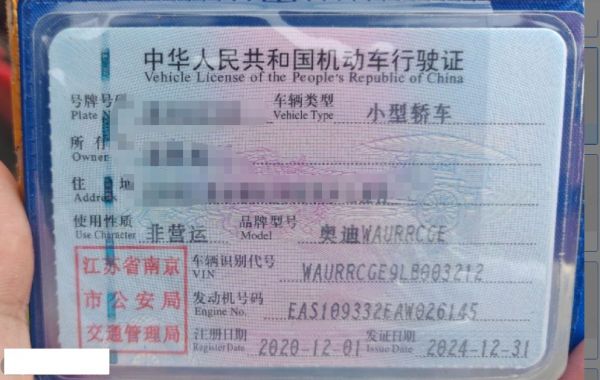 中华人民共和国机动车行驶证
Vehicle License of the People's Republic of China
号牌号 车辆类型 小型轿车
Plate Vehicle Type
所有
Owner
住 地
Address
使用性质 非营运 品牌型号 奥迪WAURRCGE
Use Character Model
江苏省南京 车辆识别代号 WAURRCGE9LB003212
VIN
市公安局 发动机号码 EAS109332EAW026145
Engine No.
交通管理局 注册日期 2020-12-01 发证日期 2024-12-31
Register Date Issue Date